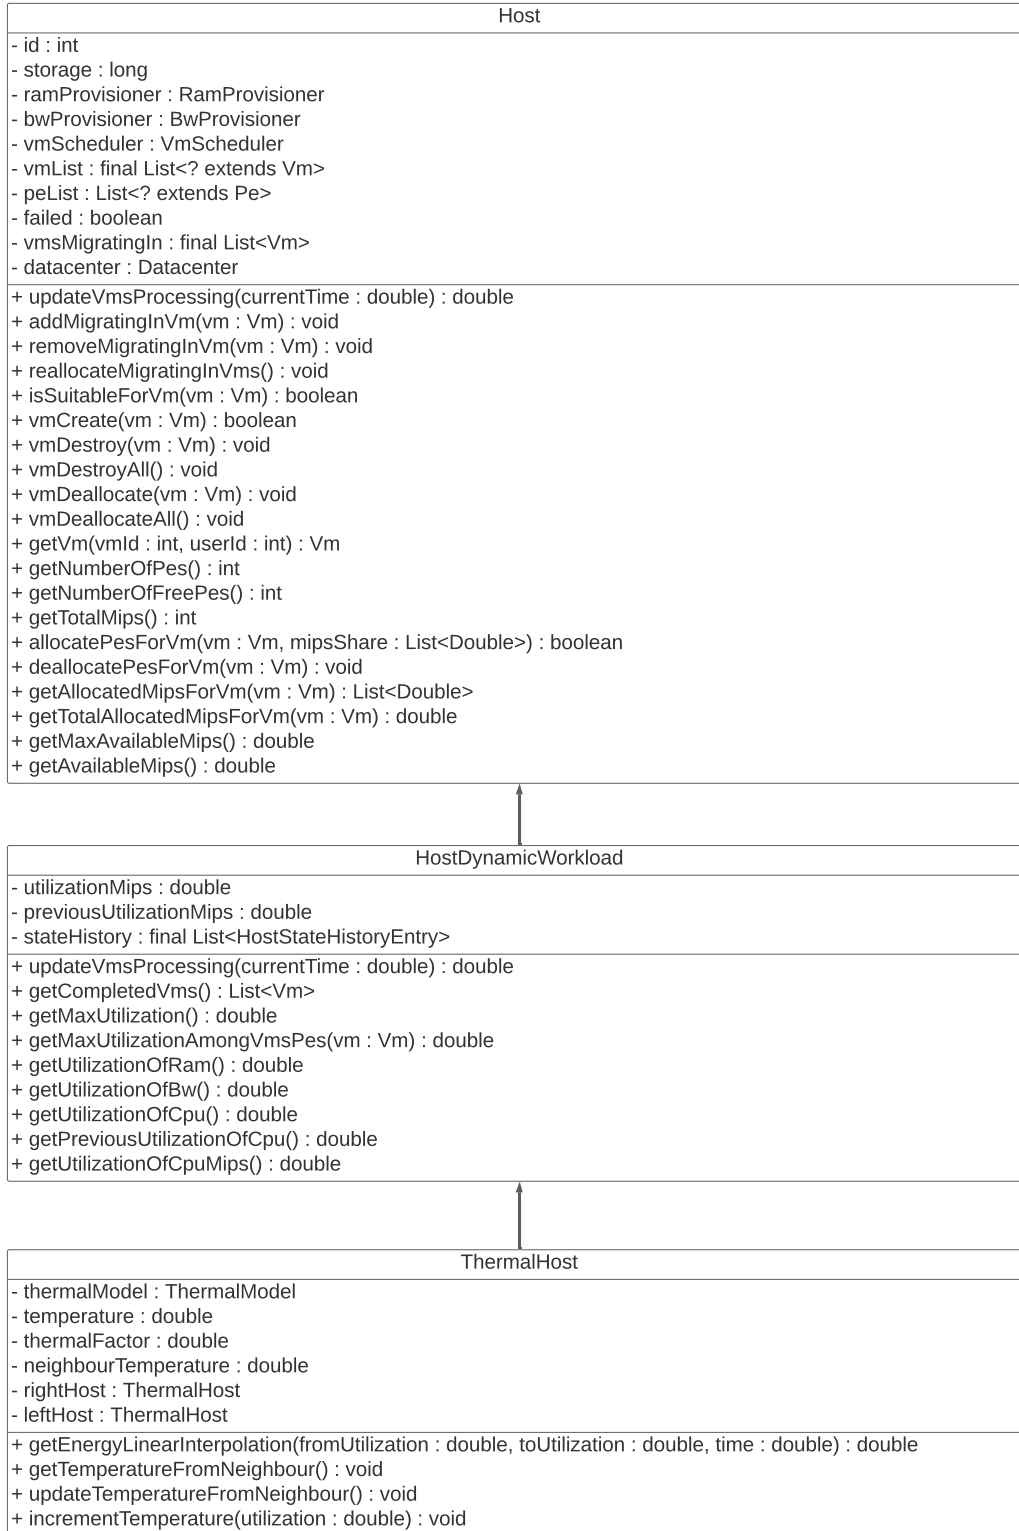 Host
- id : int
- storage : long
- ramProvisioner : RamProvisioner
- bwProvisioner : BwProvisioner
- vmScheduler : VmScheduler
- vmList : final List<? extends Vm>
- peList : List<? extends Pe>
- failed : boolean
- vmsMigratingIn : final List<Vm>
- datacenter : Datacenter
+ updateVmsProcessing(currentTime : double) : double
+ addMigratingInVm(vm : Vm) : void
+ removeMigratingInVm(vm : Vm) : void
+ reallocateMigratingInVms() : void
+ isSuitableForVm(vm : Vm) : boolean
+ vmCreate(vm : Vm) : boolean
+ vmDestroy(vm : Vm) : void
+ vmDestroyAll() : void
+ vmDeallocate(vm : Vm) : void
+ vmDeallocateAll() : void
+ getVm(vmId : int, userId : int) : Vm
+ getNumberOfPes() : int
+ getNumberOfFreePes() : int
+ getTotalMips() : int
+ allocatePesForVm(vm : Vm, mipsShare : List<Double>) : boolean
+ deallocatePesForVm(vm : Vm) : void
+ getAllocatedMipsForVm(vm : Vm) : List<Double>
+ getTotalAllocatedMipsForVm(vm : Vm) : double
+ getMaxAvailableMips() : double
+ getAvailableMips() : double
HostDynamicWorkload
- utilizationMips : double
- previousUtilizationMips : double
- stateHistory : final List<HostStateHistoryEntry>
+ updateVmsProcessing(currentTime : double) : double
+ getCompletedVms() : List<Vm>
+ getMaxUtilization() : double
+ getMaxUtilizationAmongVmsPes(vm : Vm) : double
+ getUtilizationOfRam() : double
+ getUtilizationOfBw() : double
+ getUtilizationOfCpu() : double
+ getPreviousUtilizationOfCpu() : double
+ getUtilizationOfCpuMips() : double
ThermalHost
- thermalModel : ThermalModel
- temperature : double
- thermalFactor : double
- neighbourTemperature : double
- rightHost : ThermalHost
- leftHost : ThermalHost
+ getEnergyLinearInterpolation(fromUtilization : double, toUtilization : double, time : double) : double
+ getTemperatureFromNeighbour() : void
+ updateTemperatureFromNeighbour() : void
+ incrementTemperature(utilization : double) : void